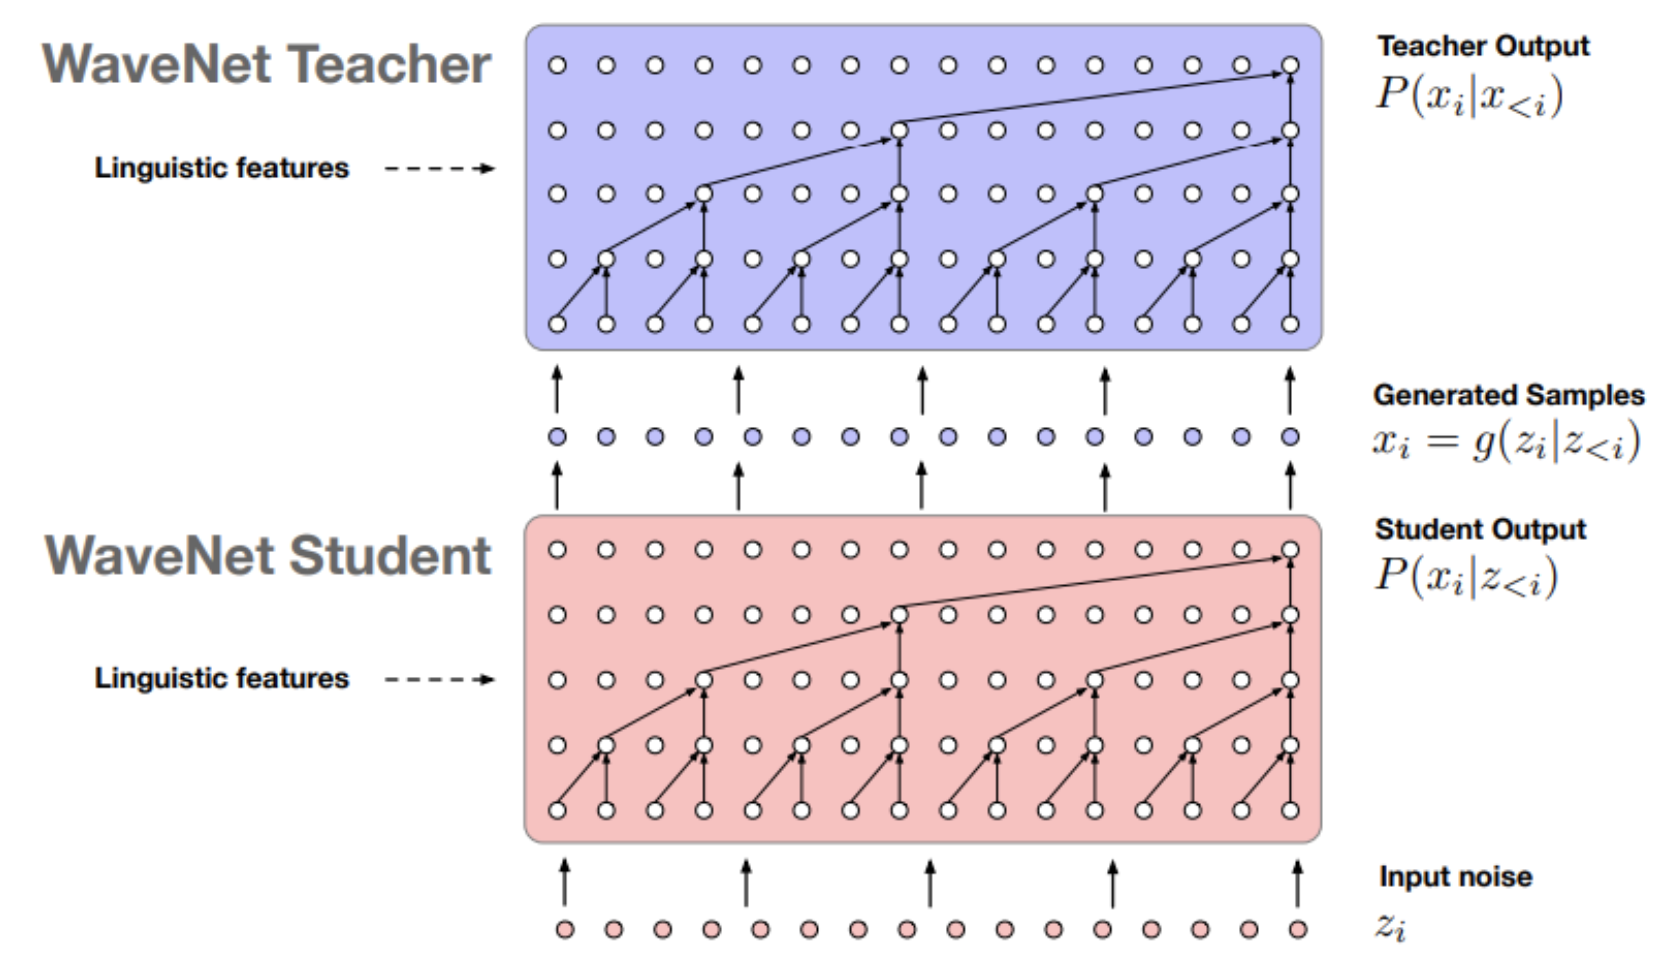 WaveNet Teacher
Teacher Output
P(x_i|x_{<i})
Linguistic features
Generated Samples
x_i = g(z_i|z_{<i})
WaveNet Student
Student Output
P(x_i|z_{<i})
Linguistic features
Input noise
z_i